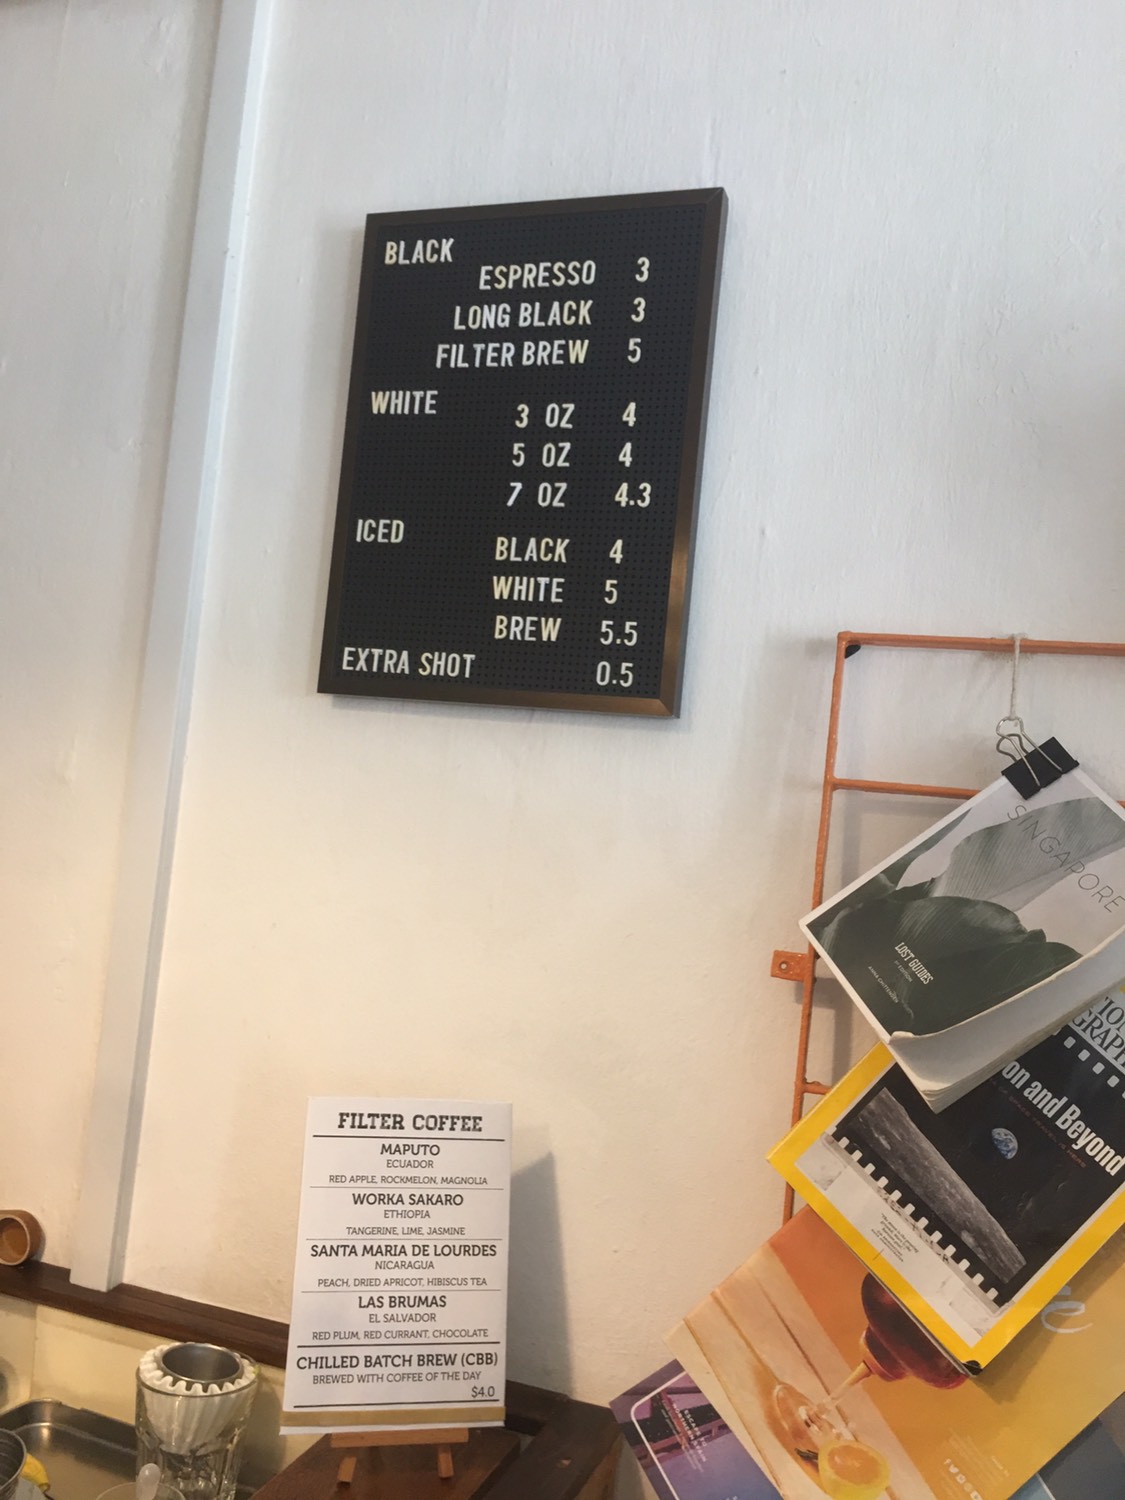 BLACK
ESPRESSO 3
LONG BLACK 3
FILTER BREW 5
WHITE
3 OZ 4
5 OZ 4
7 OZ 4.3
ICED
BLACK 4
WHITE 5
BREW 5.5
EXTRA SHOT 0.5
FILTER COFFEE
MAPUTO
ECUADOR
RED APPLE, ROCKMELON, MAGNOLIA
WORKA SAKARO
ETHIOPIA
TANGERINE, LIME, JASMINE
SANTA MARIA DE LOURDES
NICARAGUA
PEACH, DRIED APRICOT, HIBISCUS TEA
LAS BRUMAS
EL SALVADOR
RED PLUM, RED CURRANT, CHOCOLATE
CHILLED BATCH BREW (CBB)
BREWED WITH COFFEE OF THE DAY
$4.0
SINGAPORE
LOST GUIDES
on and Beyond